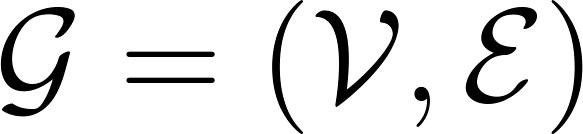 𝒢 = (𝒱, ℰ)